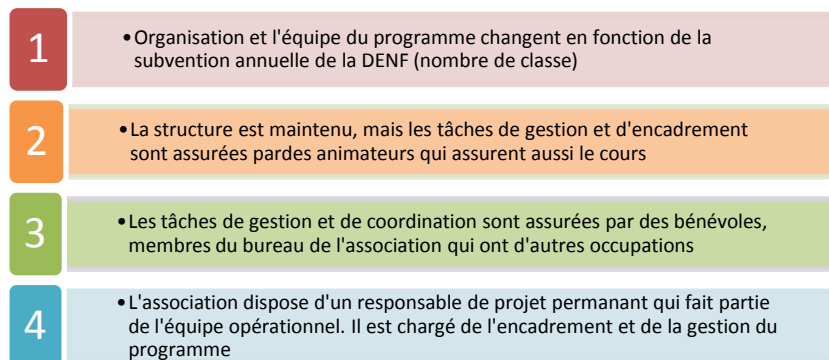 1
•Organisation et l'équipe du programme changent en fonction de la
subvention annuelle de la DENF (nombre de classe)
2
•La structure est maintenu, mais les tâches de gestion et d'encadrement
sont assurées pardes animateurs qui assurent aussi le cours
3
•Les tâches de gestion et de coordination sont assurées par des bénévoles,
membres du bureau de l'association qui ont d'autres occupations
4
•L'association dispose d'un responsable de projet permanant qui fait partie
de l'équipe opérationnel. Il est chargé de l'encadrement et de la gestion du
programme